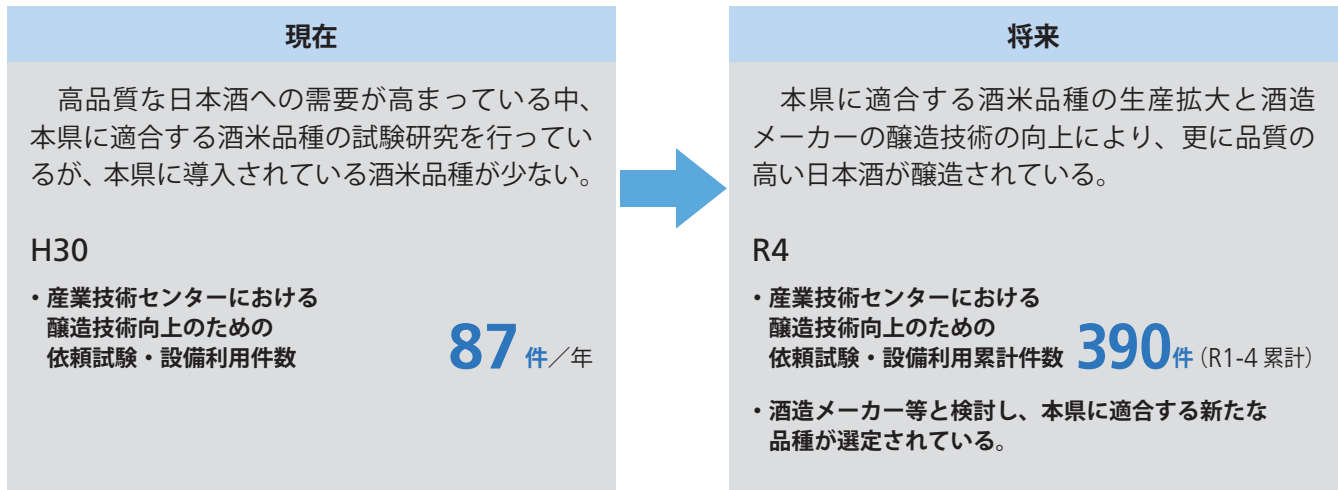 現在
高品質な日本酒への需要が高まっている中、
本県に適合する酒米品種の試験研究を行ってい
るが、本県に導入されている酒米品種が少ない。
H30
・産業技術センターにおける
醸造技術向上のための
依頼試験・設備利用件数 87件／年
将来
本県に適合する酒米品種の生産拡大と酒造
メーカーの醸造技術の向上により、更に品質の
高い日本酒が醸造されている。
R4
・産業技術センターにおける
醸造技術向上のための
依頼試験・設備利用累計件数 390件（R1-4 累計）
・酒造メーカー等と検討し、本県に適合する新たな
品種が選定されている。